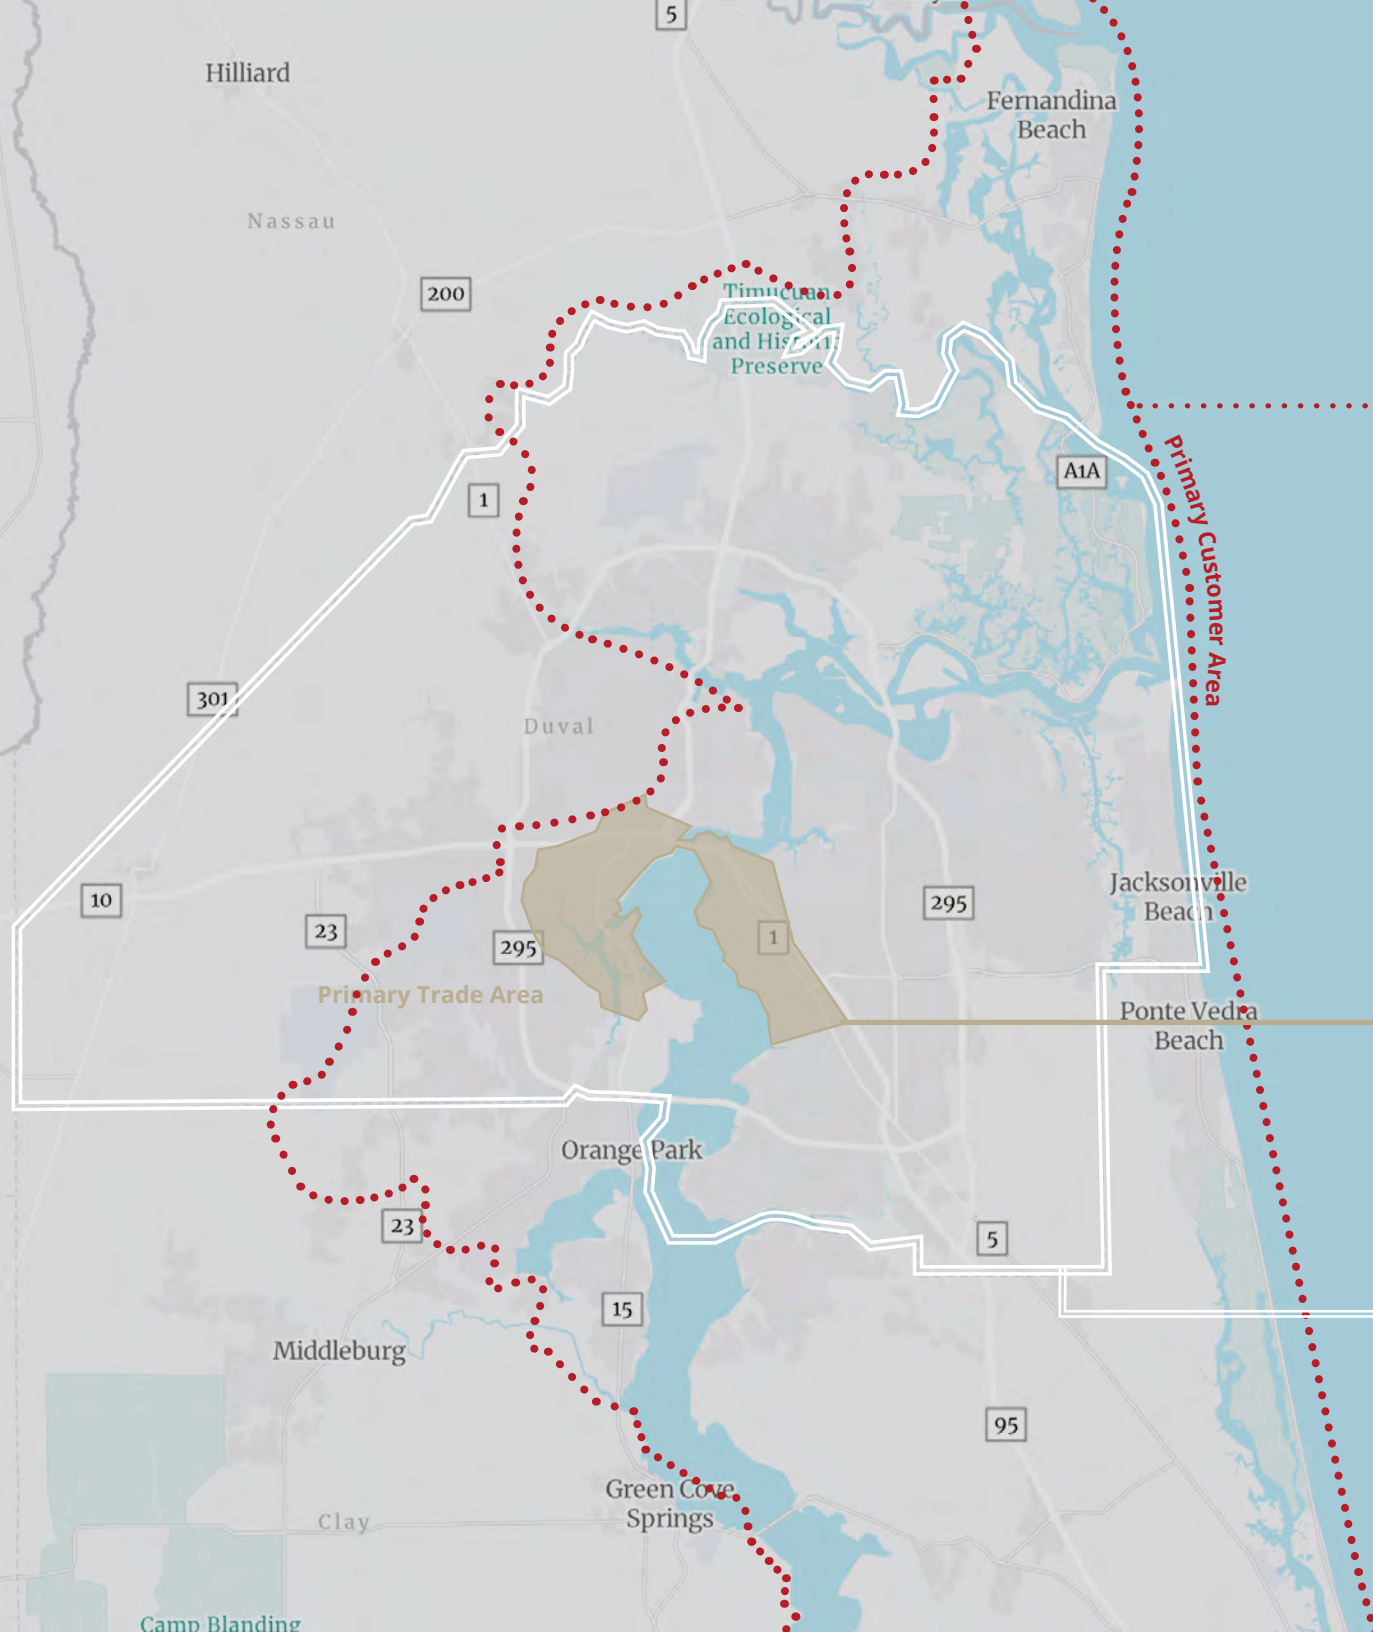 5
Hilliard
Fernandina
Beach
Nassau
200
Timucuan
Ecological
and Historic
Preserve
A1A
1
Primary Customer Area
301
Duval
Jacksonville
Beach
10
295
23
1
295
Primary Trade Area
Ponte Vedra
Beach
Orange Park
23
5
15
Middleburg
95
Green Cove
Springs
Clay
Camp Blanding